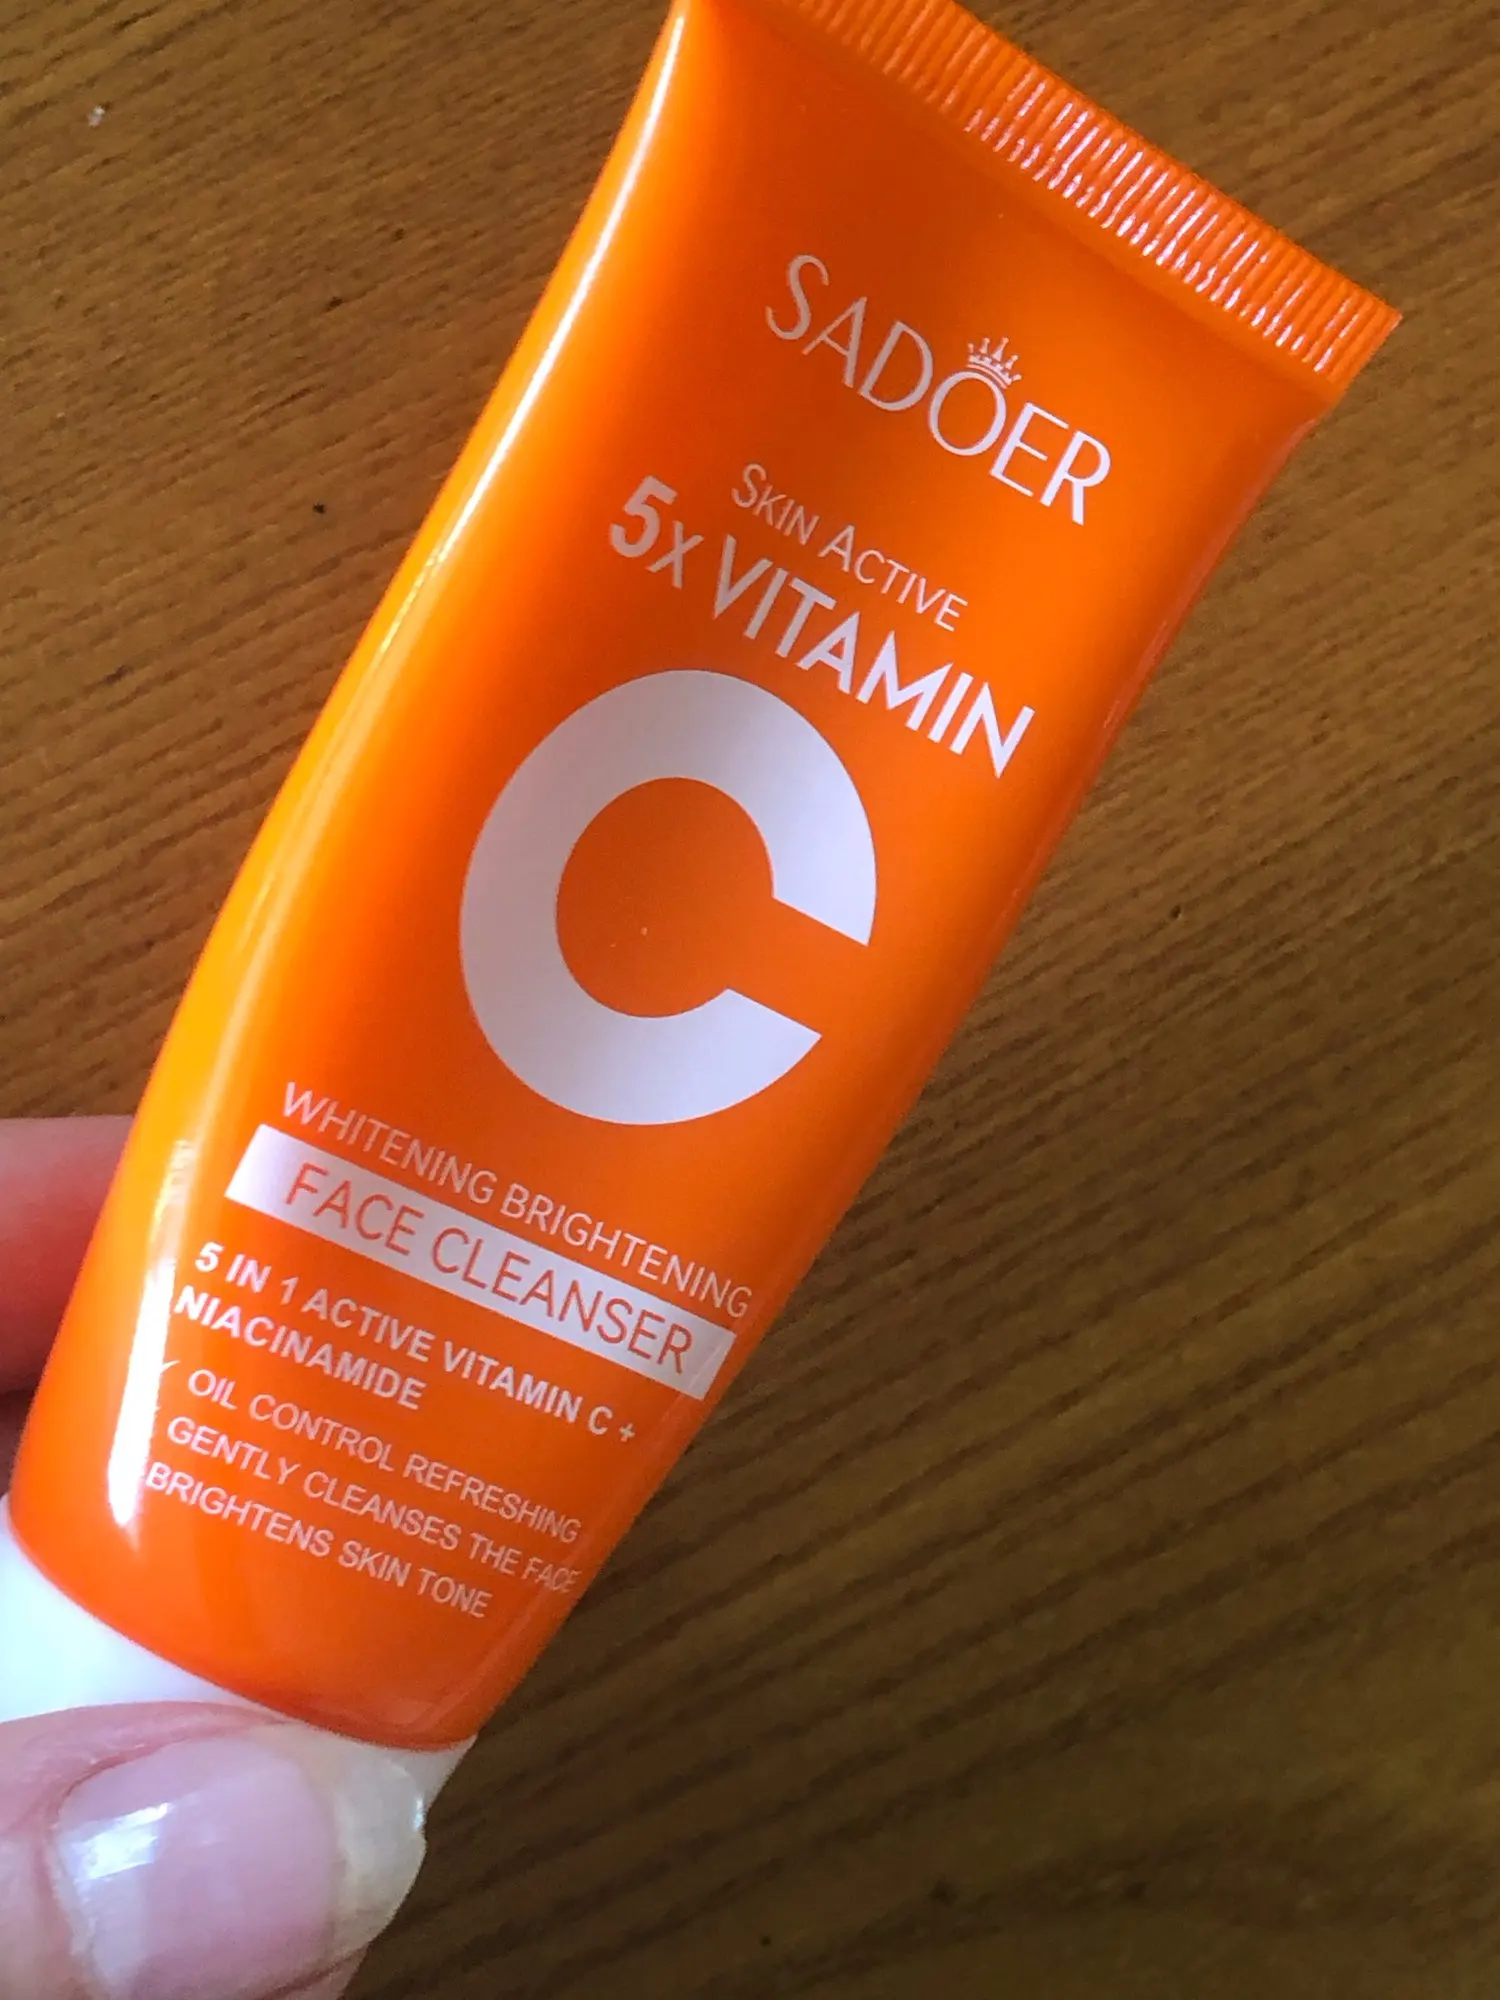 SADOER
SKIN ACTIVE
5X VITAMIN
C
WHITENING BRIGHTENING
FACE CLEANSER
5 IN 1 ACTIVE VITAMIN C +
NIACINAMIDE
OIL CONTROL REFRESHING
GENTLY CLEANSES THE FACE
BRIGHTENS SKIN TONE